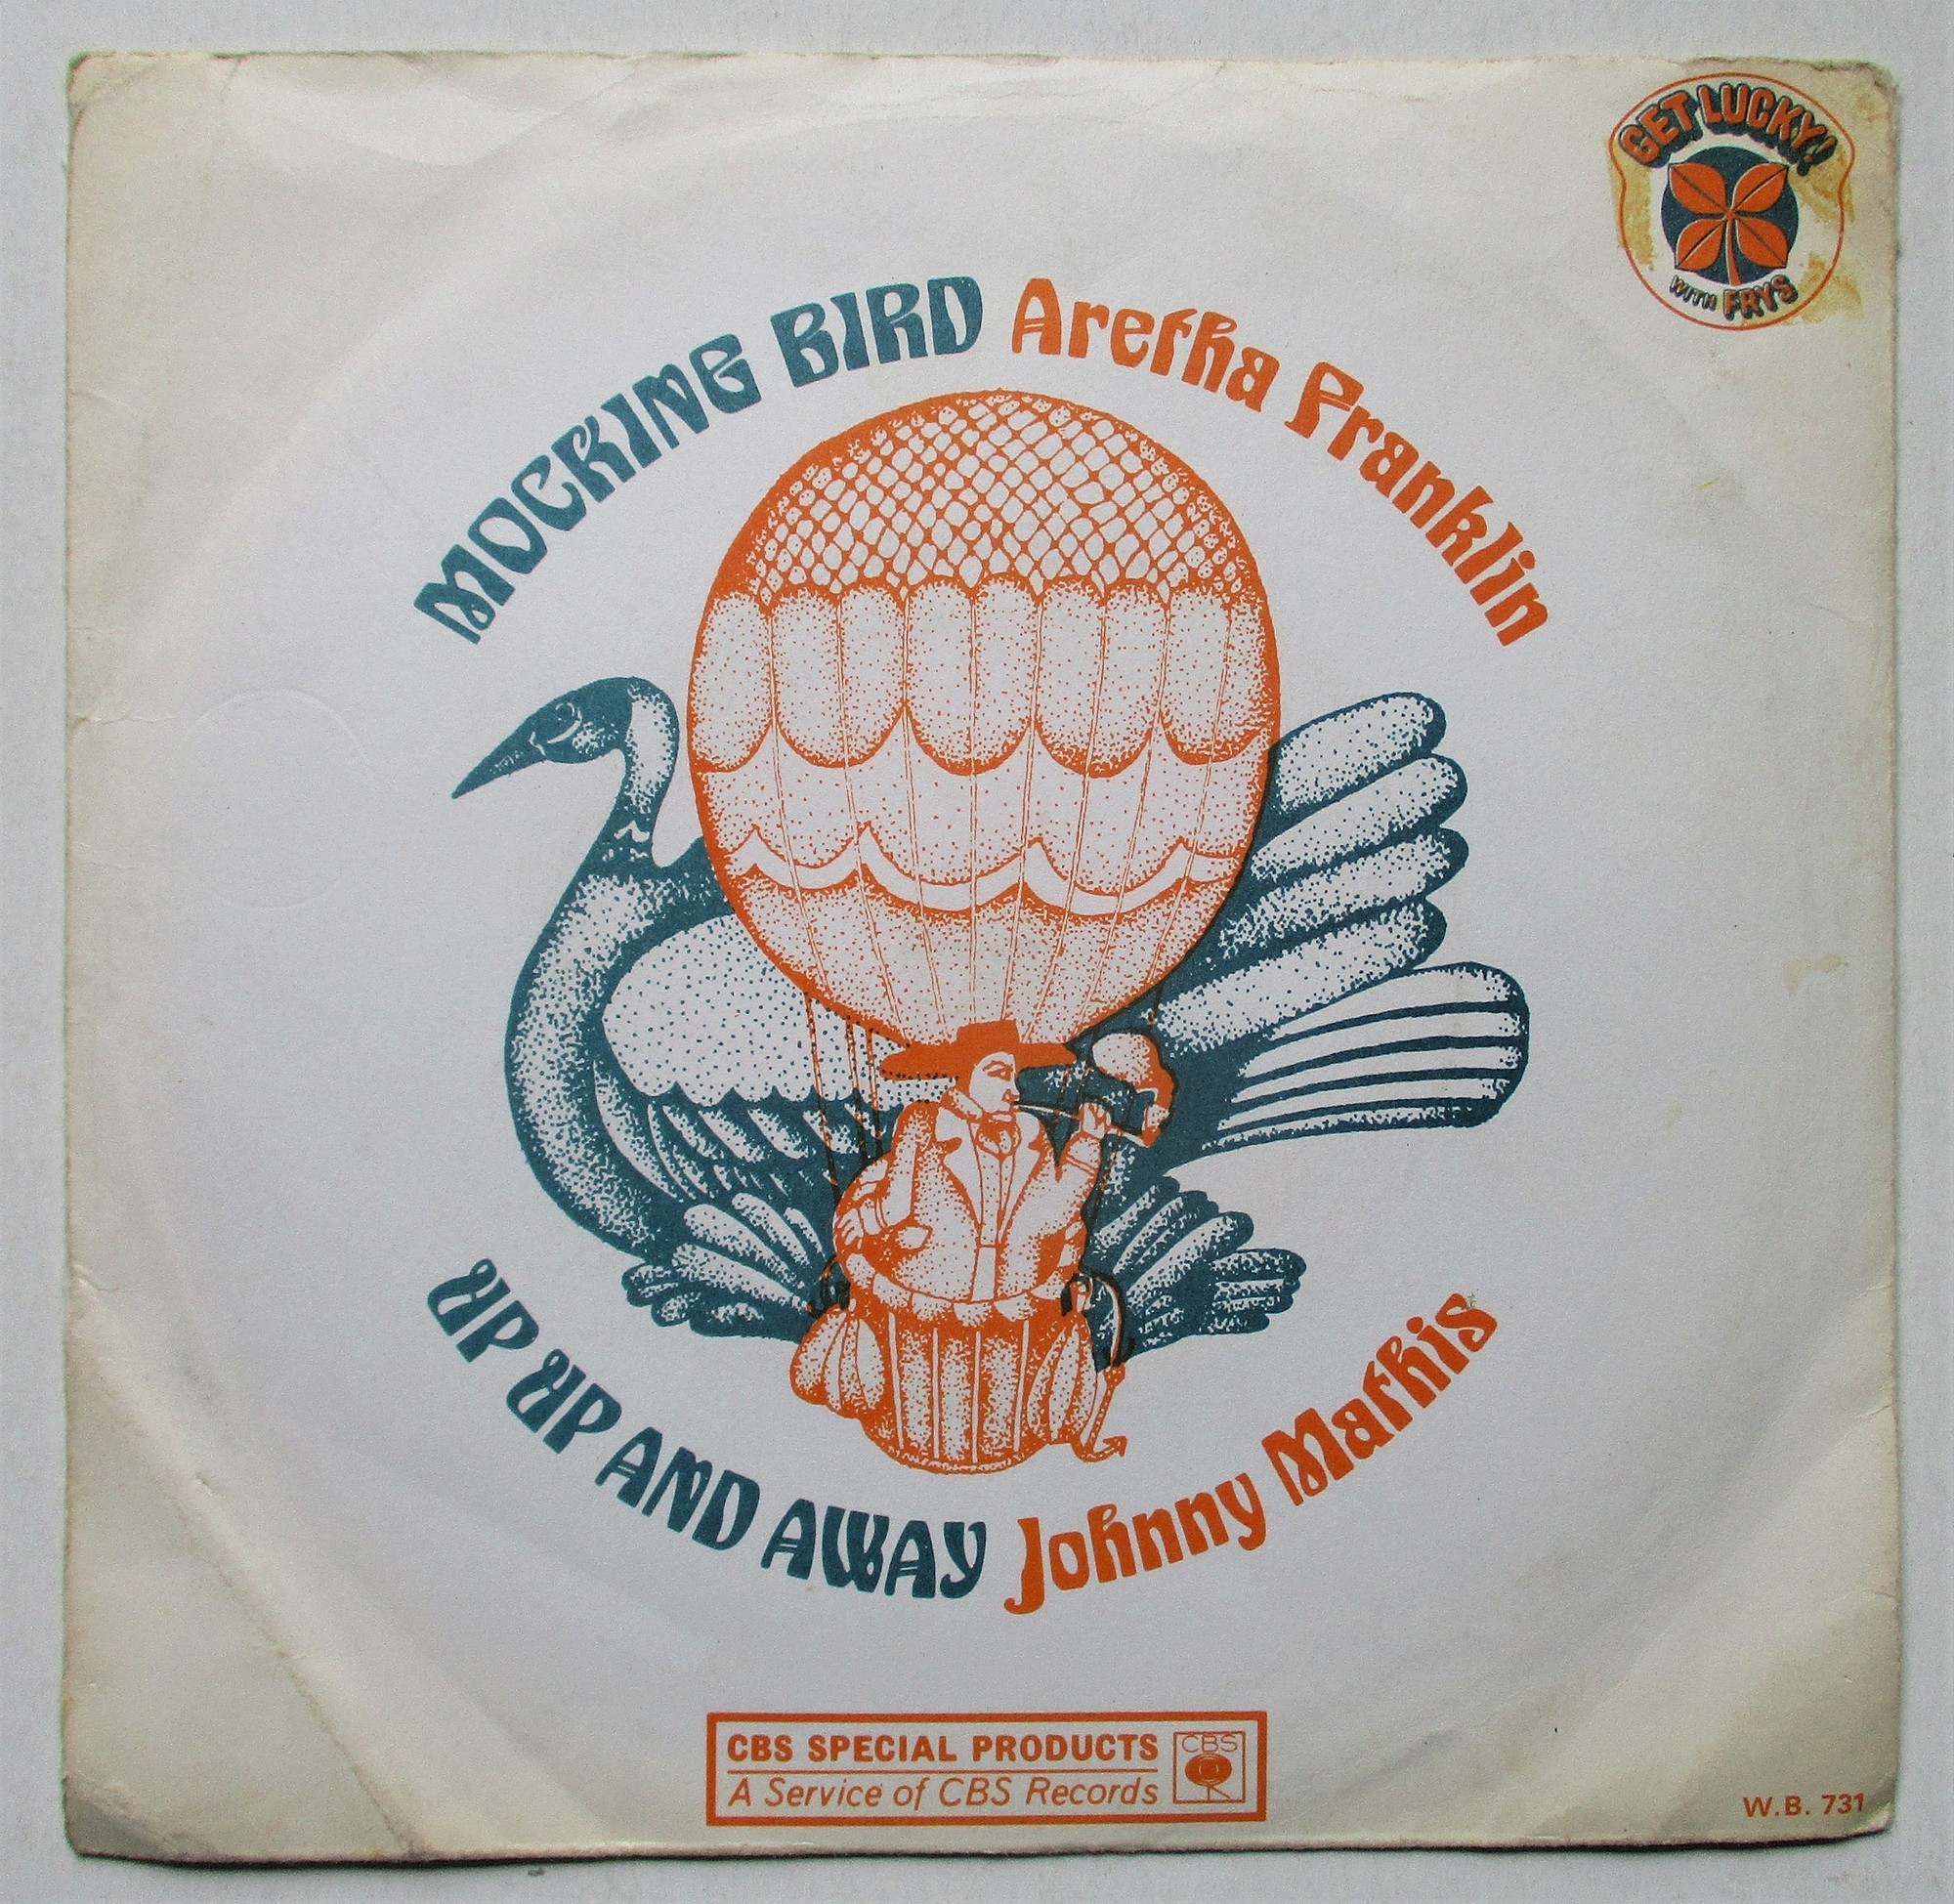 GET LUCKY!
WITH FRYS
MOCKING BIRD Aretha Franklin
UP UP AND AWAY Johnny Mathis
CBS SPECIAL PRODUCTS
A Service of CBS Records
CBS
W.B. 731